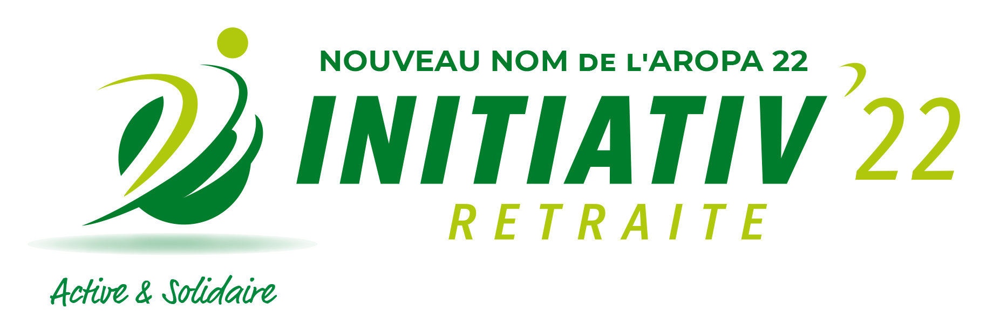 NOUVEAU NOM DE L'AROPA 22
INITIATIV '22
RETRAITE
Active & Solidaire